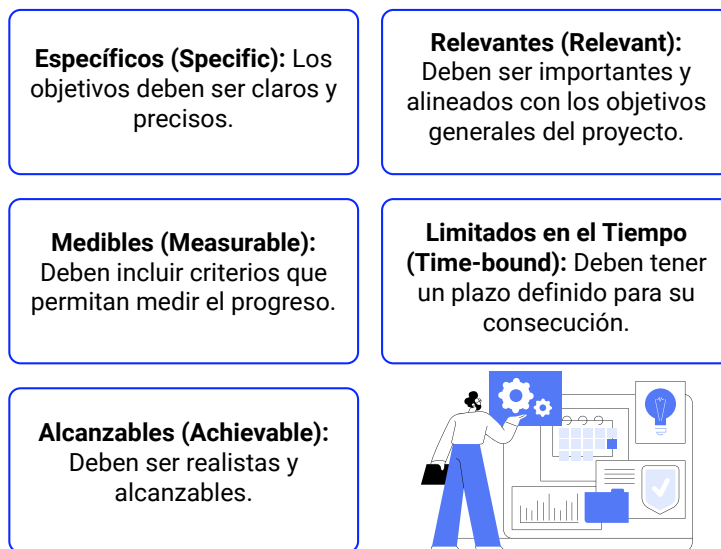 Específicos (Specific): Los
objetivos deben ser claros y
precisos.
Medibles (Measurable):
Deben incluir criterios que
permitan medir el progreso.
Alcanzables (Achievable):
Deben ser realistas y
alcanzables.
Relevantes (Relevant):
Deben ser importantes y
alineados con los objetivos
generales del proyecto.
Limitados en el Tiempo
(Time-bound): Deben tener
un plazo definido para su
consecución.